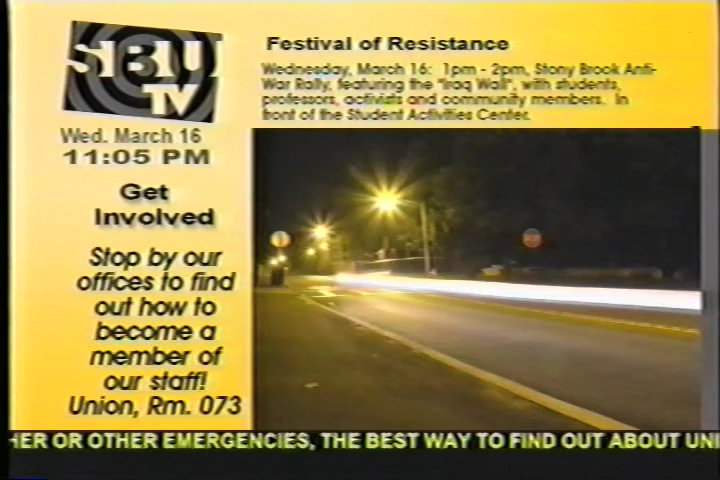 SBU
TV
Wed. March 16
11:05 PM
Get
Involved
Stop by our
offices to find
out how to
become a
member of
our staff!
Union, Rm. 073
Festival of Resistance
Wednesday, March 16: 1pm - 2pm, Stony Brook Anti-
War Rally, featuring the "Iraq Wall", with students,
professors, activists and community members. In
front of the Student Activities Center.
HER OR OTHER EMERGENCIES, THE BEST WAY TO FIND OUT ABOUT UNI